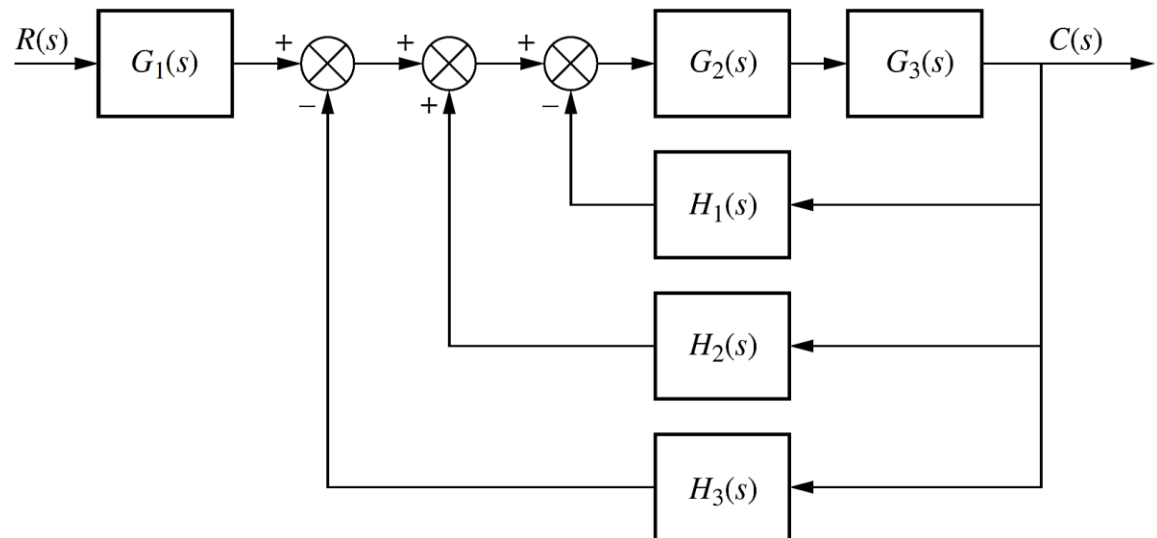 R(s)
G₁(s)
+
−
+
+
+
−
G₂(s)
G₃(s)
C(s)
H₁(s)
H₂(s)
H₃(s)